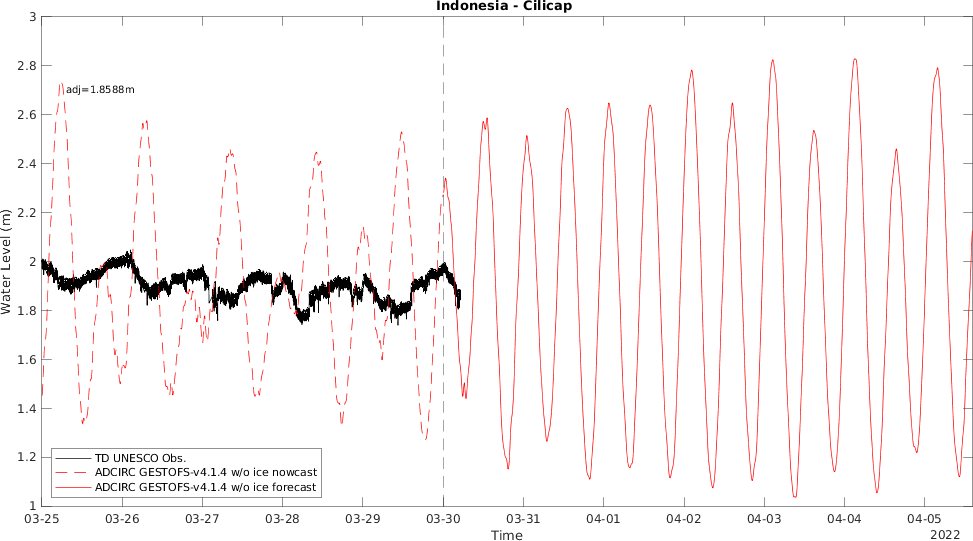 Indonesia - Cilicap
3
2.8
adj=1.8588m
2.6
2.4
2.2
2
Water Level (m)
1.8
1.6
1.4
1.2
1
TD UNESCO Obs.
ADCIRC GESTOFS-v4.1.4 w/o ice nowcast
ADCIRC GESTOFS-v4.1.4 w/o ice forecast
03-25 03-26 03-27 03-28 03-29 03-30 03-31 04-01 04-02 04-03 04-04 04-05
Time
2022